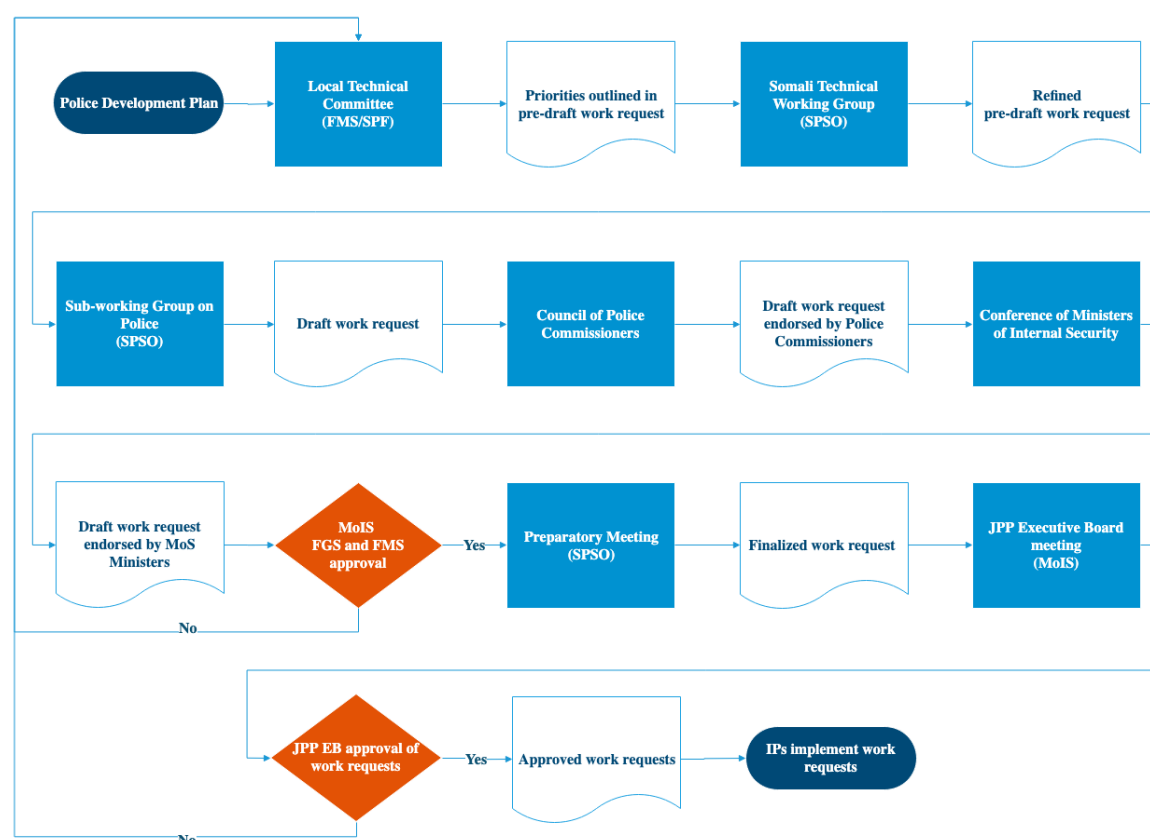 Police Development Plan
Local Technical
Committee
(FMS/SPF)
Priorities outlined in
pre-draft work request
Somali Technical
Working Group
(SPSO)
Refined
pre-draft work request
Sub-working Group on
Police
(SPSO)
Draft work request
Council of Police
Commissioners
Draft work request
endorsed by Police
Commissioners
Conference of Ministers
of Internal Security
Draft work request
endorsed by MoS
Ministers
MoIS
FGS and FMS
approval
Yes
Preparatory Meeting
(SPSO)
Finalized work request
JPP Executive Board
meeting
(MoIS)
No
JPP EB approval of
work requests
Yes
Approved work requests
IPs implement work
requests
No